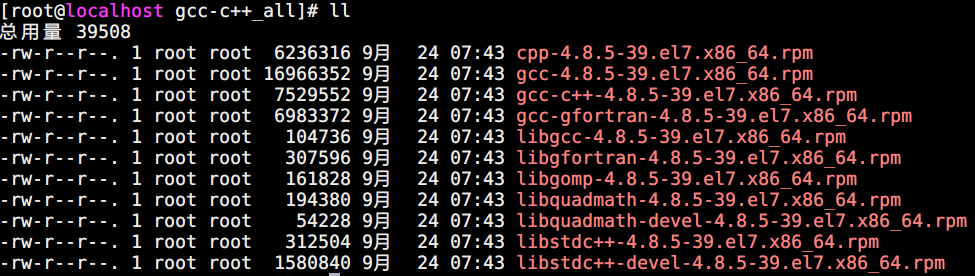 [root@localhost gcc-c++_all]# ll
总用量 39508
-rw-r--r--. 1 root root  6236316 9月  24 07:43 cpp-4.8.5-39.el7.x86_64.rpm
-rw-r--r--. 1 root root 16966352 9月  24 07:43 gcc-4.8.5-39.el7.x86_64.rpm
-rw-r--r--. 1 root root  7529552 9月  24 07:43 gcc-c++-4.8.5-39.el7.x86_64.rpm
-rw-r--r--. 1 root root  6983372 9月  24 07:43 gcc-gfortran-4.8.5-39.el7.x86_64.rpm
-rw-r--r--. 1 root root   104736 9月  24 07:43 libgcc-4.8.5-39.el7.x86_64.rpm
-rw-r--r--. 1 root root   307596 9月  24 07:43 libgfortran-4.8.5-39.el7.x86_64.rpm
-rw-r--r--. 1 root root   161828 9月  24 07:43 libgomp-4.8.5-39.el7.x86_64.rpm
-rw-r--r--. 1 root root   194380 9月  24 07:43 libquadmath-4.8.5-39.el7.x86_64.rpm
-rw-r--r--. 1 root root    54228 9月  24 07:43 libquadmath-devel-4.8.5-39.el7.x86_64.rpm
-rw-r--r--. 1 root root   312504 9月  24 07:43 libstdc++-4.8.5-39.el7.x86_64.rpm
-rw-r--r--. 1 root root  1580840 9月  24 07:43 libstdc++-devel-4.8.5-39.el7.x86_64.rpm